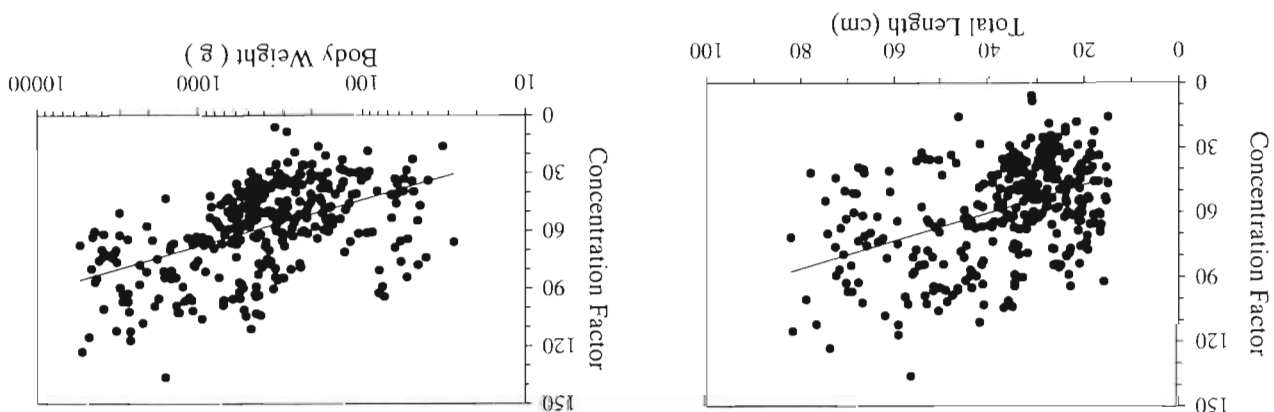 Concentration Factor
150
120
90
60
30
0
0 20 40 60 80 100
Total Length (cm)
Concentration Factor
150
120
90
60
30
0
10 100 1000 10000
Body Weight ( g )